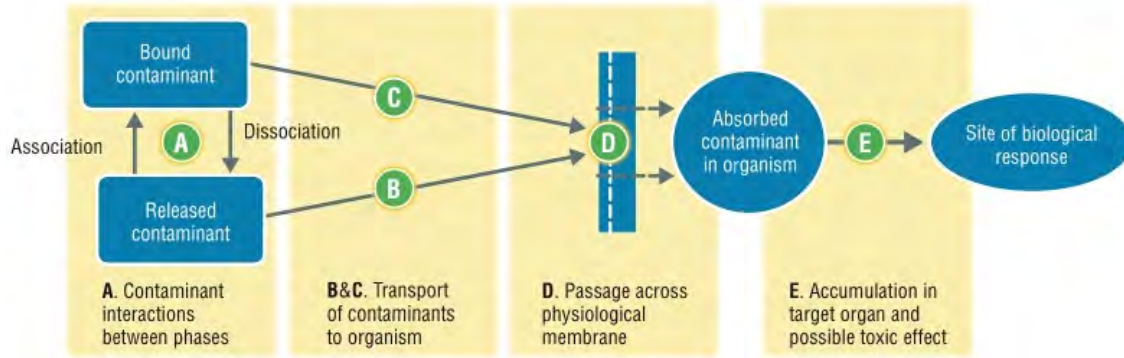 Bound
contaminant
Association
A
Dissociation
Released
contaminant
C
B
D
Absorbed
contaminant
in organism
E
Site of biological
response
A. Contaminant
interactions
between phases
B&C. Transport
of contaminants
to organism
D. Passage across
physiological
membrane
E. Accumulation in
target organ and
possible toxic effect